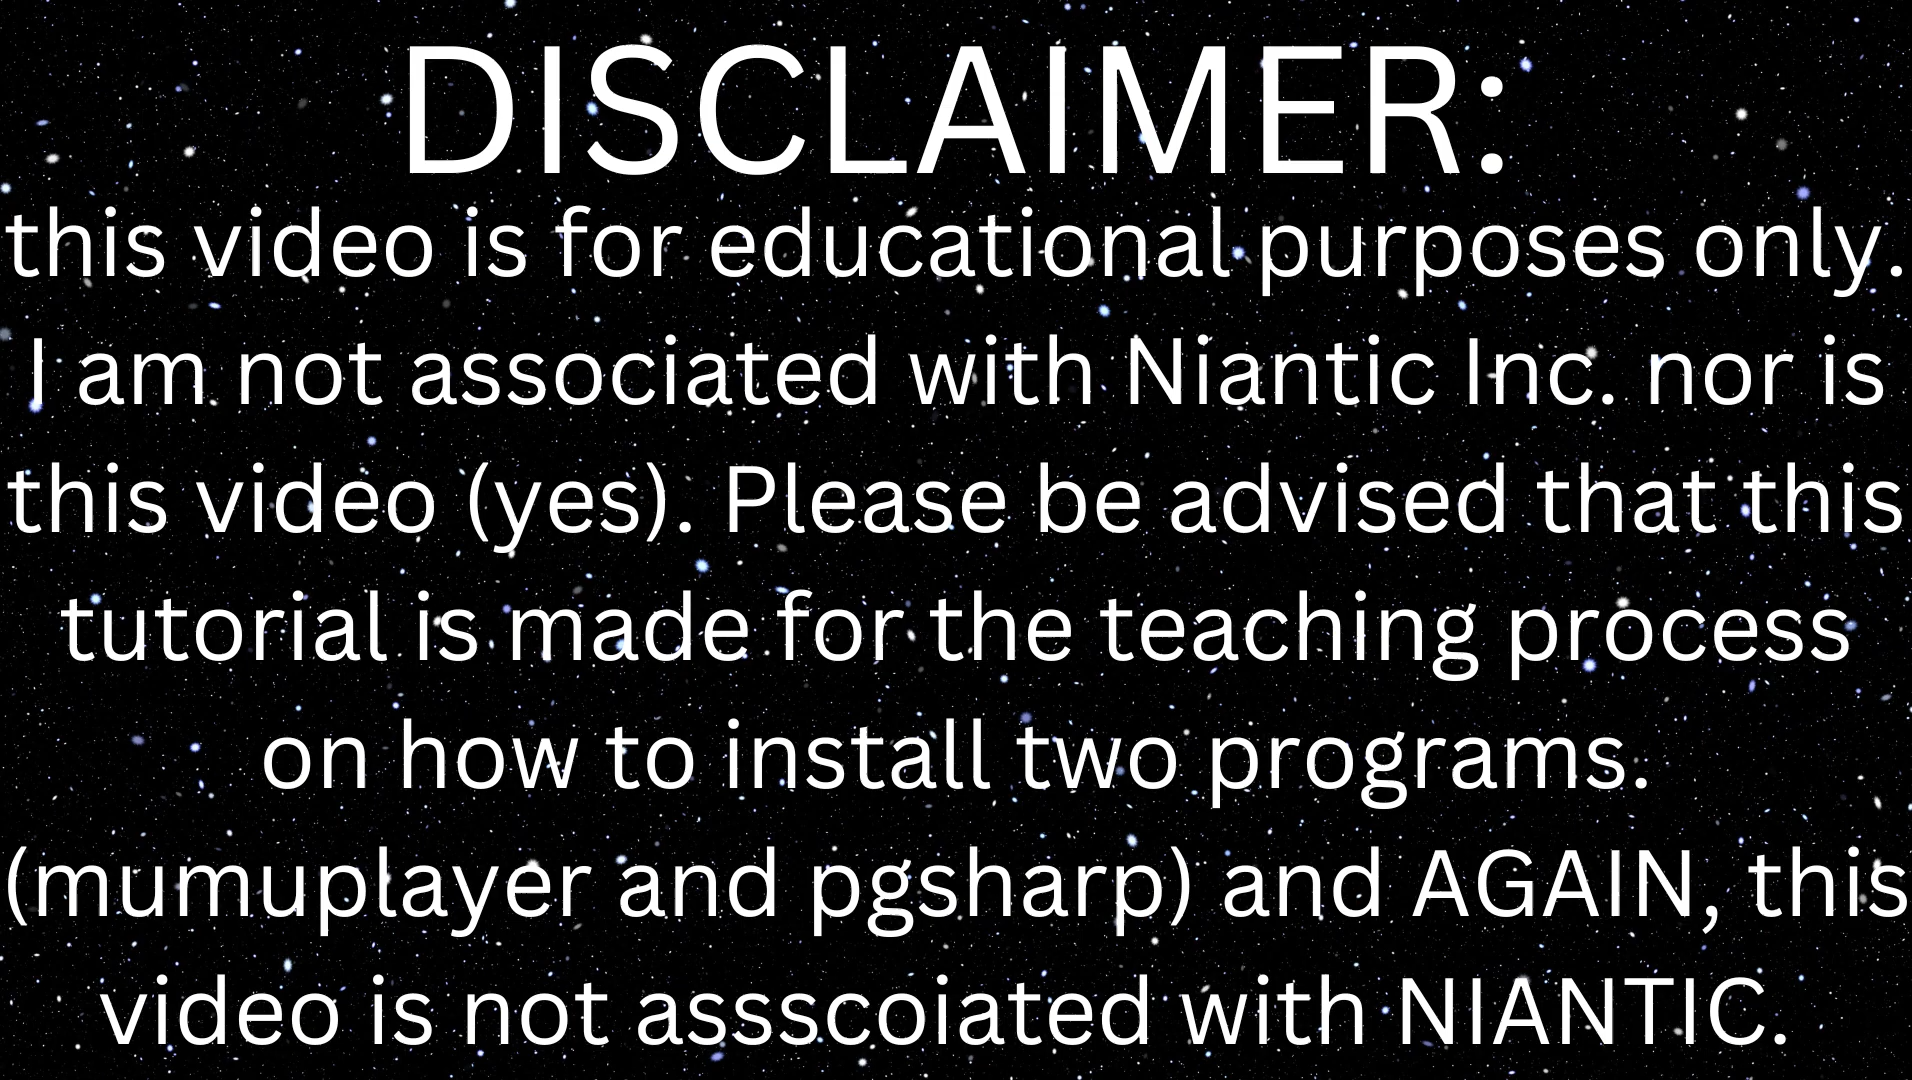 DISCLAIMER:
this video is for educational purposes only.
I am not associated with Niantic Inc. nor is
this video (yes). Please be advised that this
tutorial is made for the teaching process
on how to install two programs.
(mumuplayer and pgsharp) and AGAIN, this
video is not assscoiated with NIANTIC.